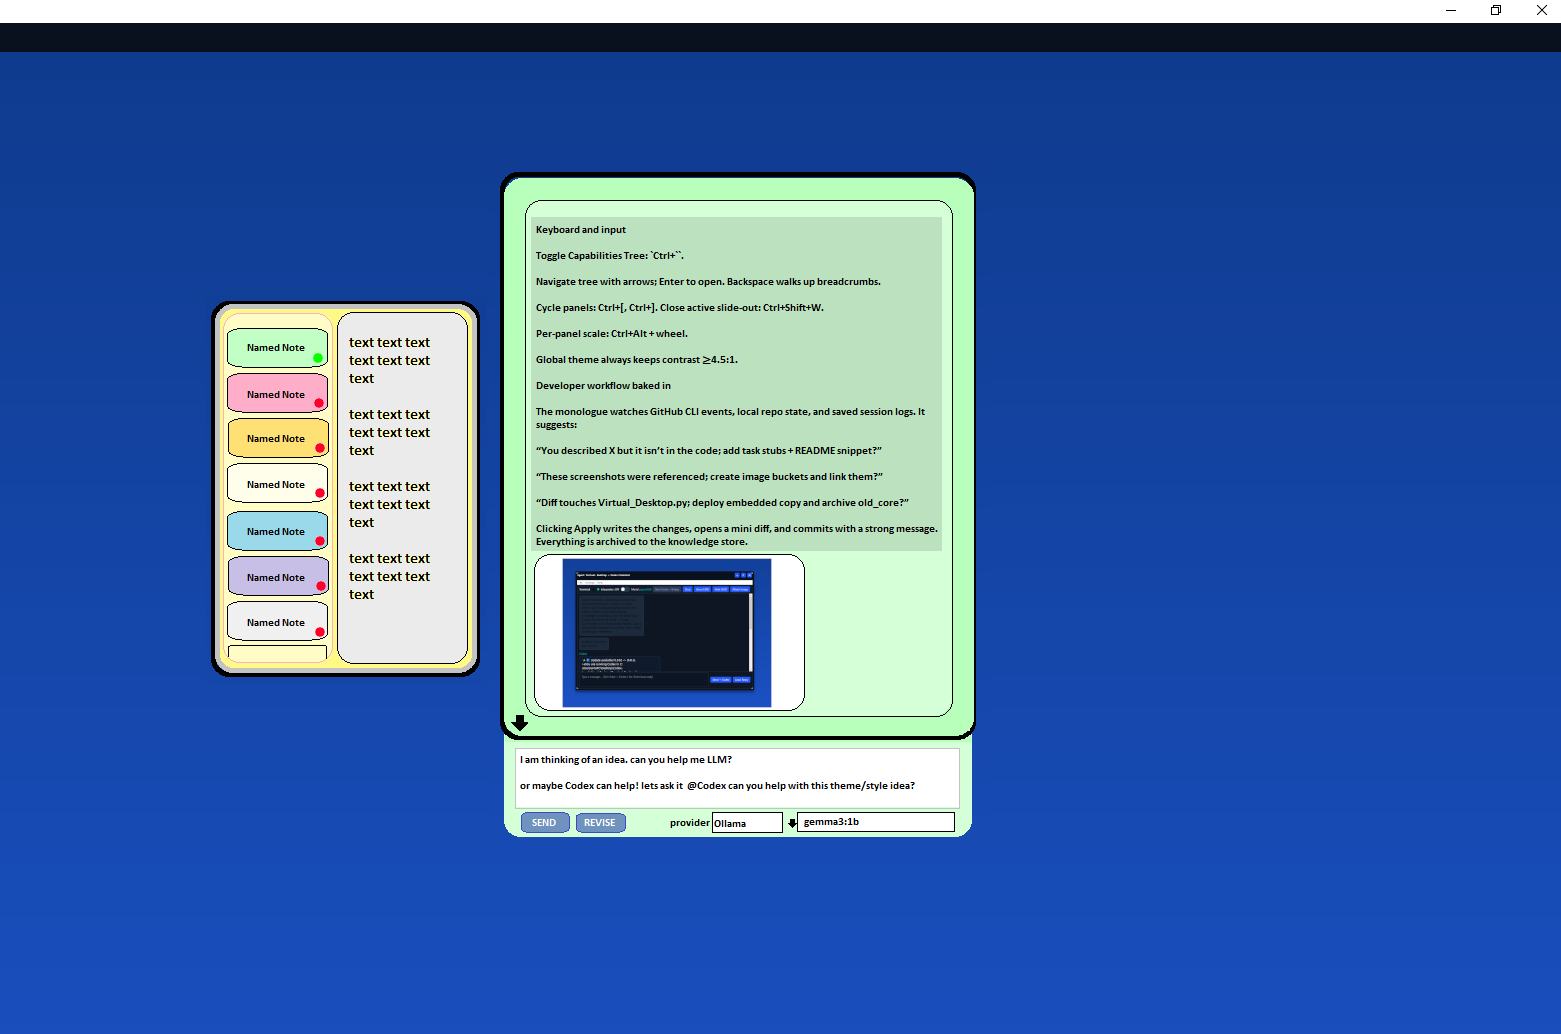 Named Note
Named Note
Named Note
Named Note
Named Note
Named Note
Named Note
text text text
text text text
text
text text text
text text text
text
text text text
text text text
text
text text text
text text text
text
Keyboard and input
Toggle Capabilities Tree: `Ctrl+``.
Navigate tree with arrows; Enter to open. Backspace walks up breadcrumbs.
Cycle panels: Ctrl+[, Ctrl+]. Close active slide-out: Ctrl+Shift+W.
Per-panel scale: Ctrl+Alt + wheel.
Global theme always keeps contrast ≥4.5:1.
Developer workflow baked in
The monologue watches GitHub CLI events, local repo state, and saved session logs. It
suggests:
“You described X but it isn’t in the code; add task stubs + README snippet?”
“These screenshots were referenced; create image buckets and link them?”
“Diff touches Virtual_Desktop.py; deploy embedded copy and archive old_core?”
Clicking Apply writes the changes, opens a mini diff, and commits with a strong message.
Everything is archived to the knowledge store.
I am thinking of an idea. can you help me LLM?
or maybe Codex can help! lets ask it  @Codex can you help with this theme/style idea?
SEND REVISE provider Ollama gemma3:1b